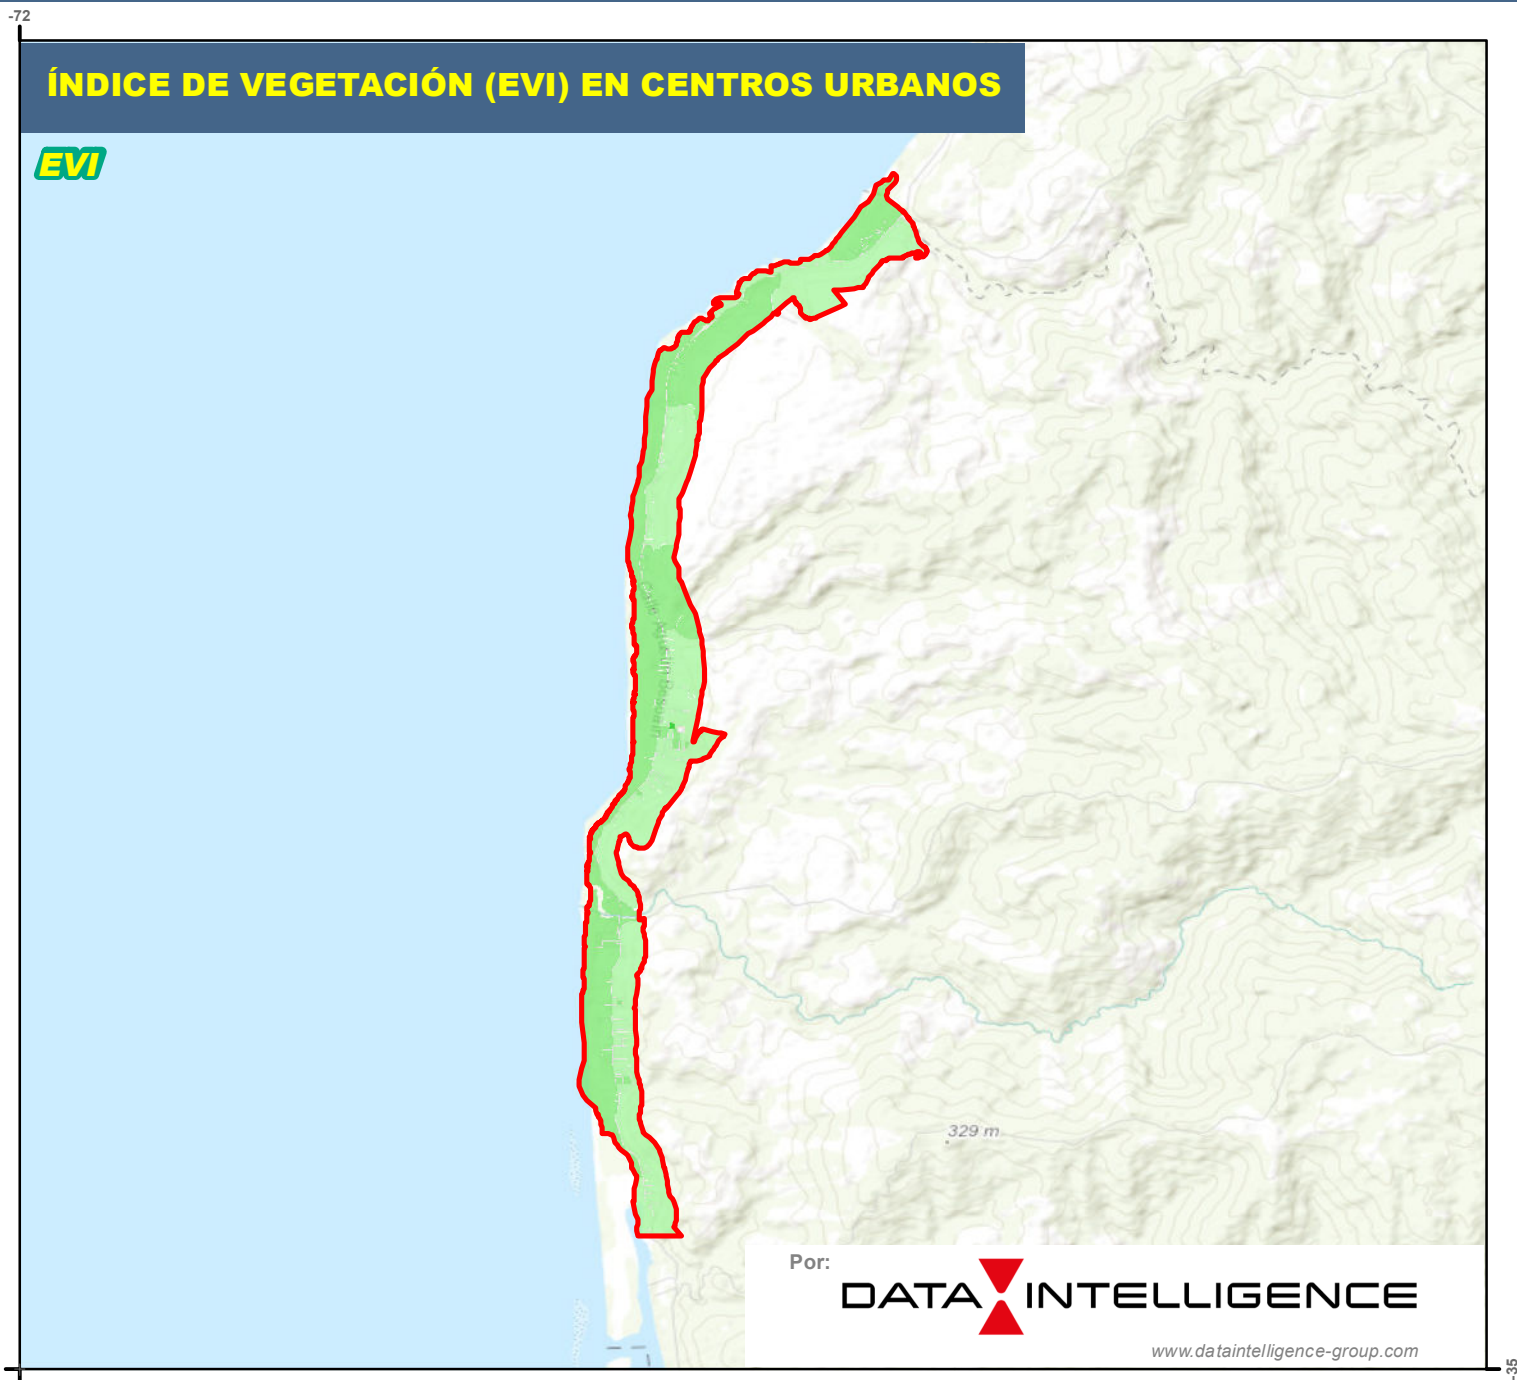 -72
ÍNDICE DE VEGETACIÓN (EVI) EN CENTROS URBANOS
EVI
329 m
Por:
DATA INTELLIGENCE
www.dataintelligence-group.com
-35